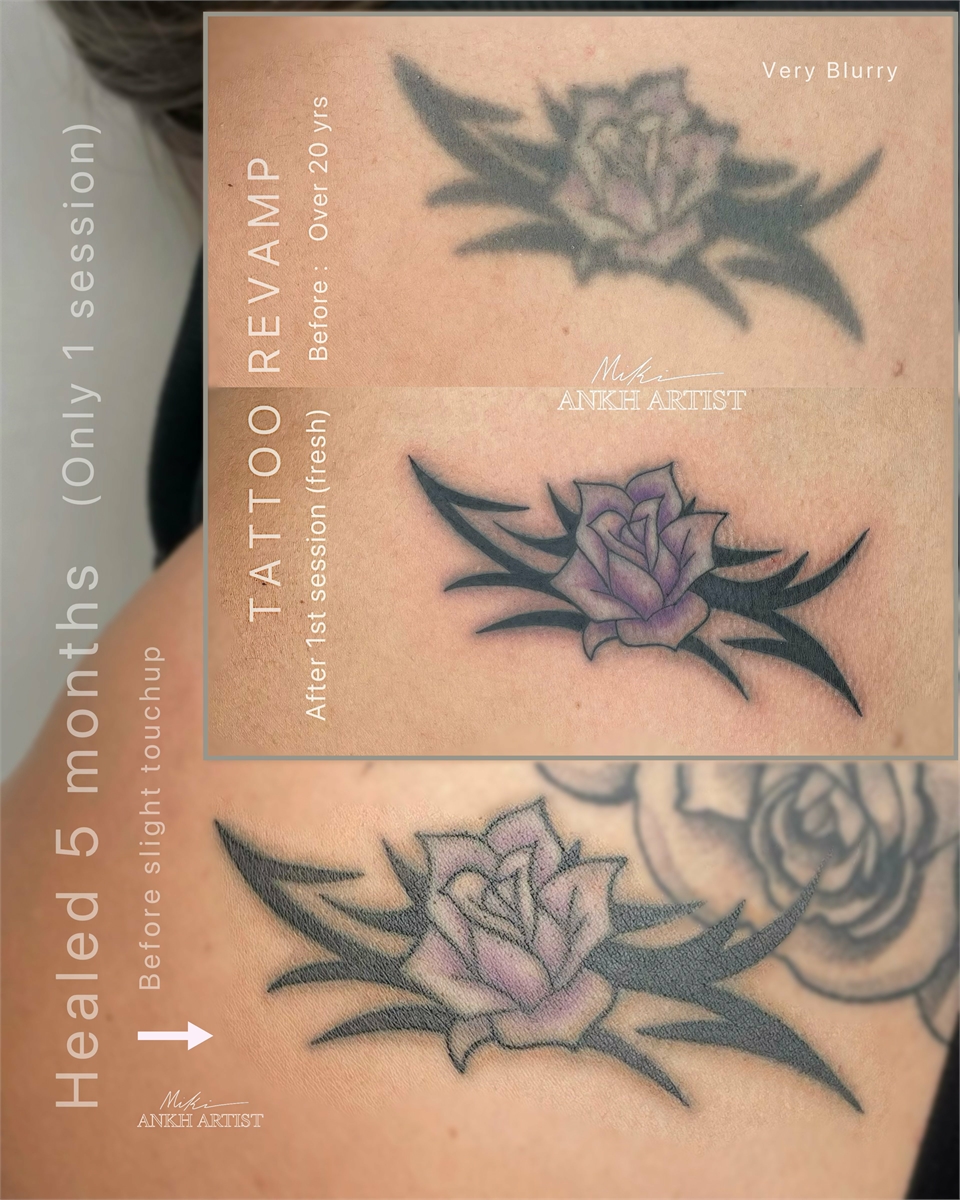 Very Blurry
TATTOO REVAMP
Before : Over 20 yrs
After 1st session (fresh)
Miki
ANKH ARTIST
Healed 5 months (Only 1 session)
Before slight touchup
Miki
ANKH ARTIST